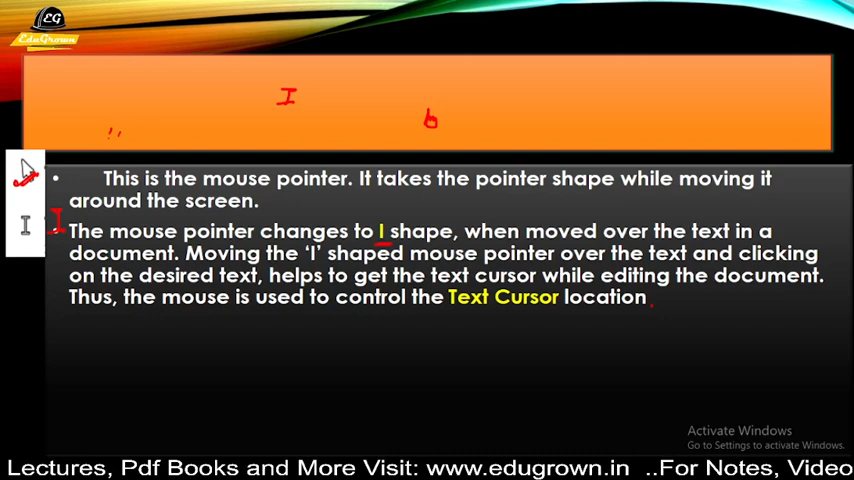 EG
EduGrown
I
6
• This is the mouse pointer. It takes the pointer shape while moving it
around the screen.
I
• The mouse pointer changes to I shape, when moved over the text in a
document. Moving the ‘I’ shaped mouse pointer over the text and clicking
on the desired text, helps to get the text cursor while editing the document.
Thus, the mouse is used to control the Text Cursor location.
Activate Windows
Go to Settings to activate Windows.
Lectures, Pdf Books and More Visit: www.edugrown.in ..For Notes, Video